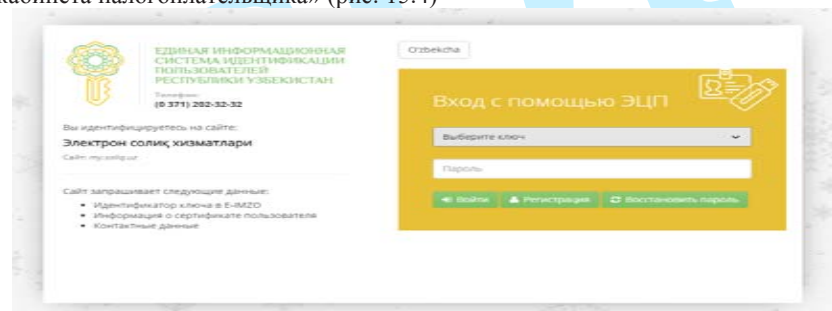 кабинета налогоплательщика» (рис. 15.4)
ЕДИНАЯ ИНФОРМАЦИОННАЯ
СИСТЕМА ИДЕНТИФИКАЦИИ
ПОЛЬЗОВАТЕЛЕЙ
РЕСПУБЛИКИ УЗБЕКИСТАН
Телефон:
(0 371) 202-32-32
Вы идентифицируетесь на сайте:
Электрон солиқ хизматлари
Сайт: my.soliq.uz
Сайт запрашивает следующие данные:
Идентификатор ключа в E-IMZO
Информация о сертификате пользователя
Контактные данные
O'zbekcha
Вход с помощью ЭЦП
Выберите ключ
Пароль
Войти
Регистрация
Восстановить пароль